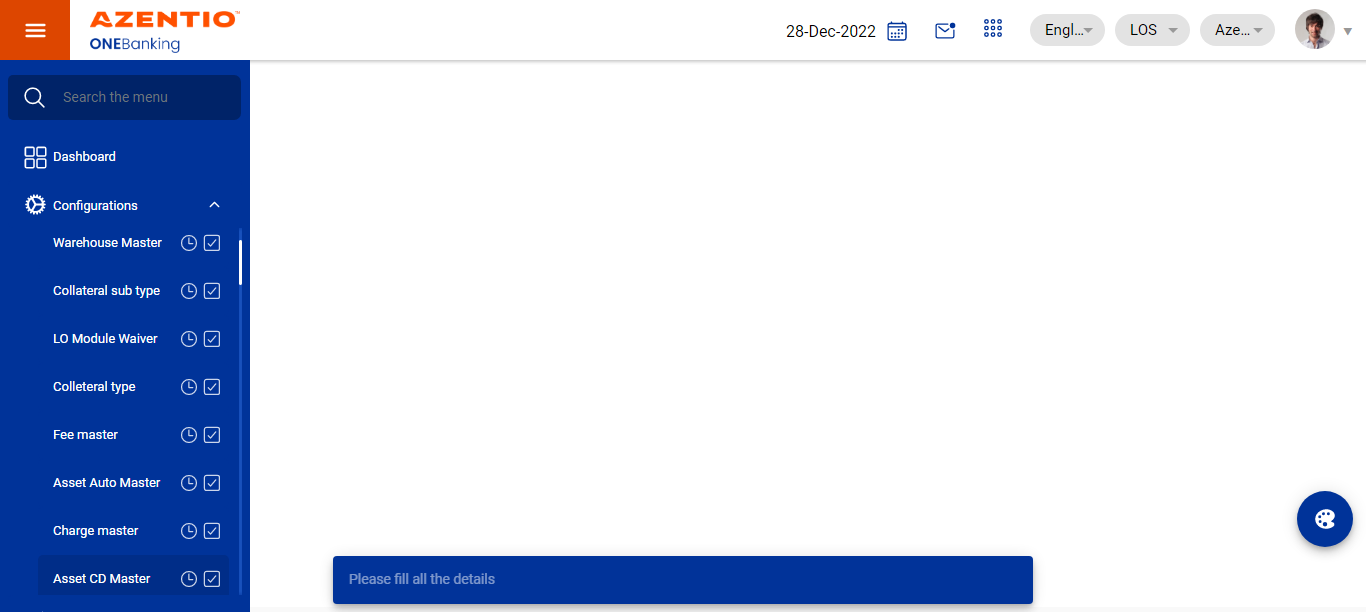 AZENTIO™
ONEBanking
28-Dec-2022
Engl...
LOS
Aze...
Search the menu
Dashboard
Configurations
Warehouse Master
Collateral sub type
LO Module Waiver
Colleteral type
Fee master
Asset Auto Master
Charge master
Asset CD Master
Please fill all the details